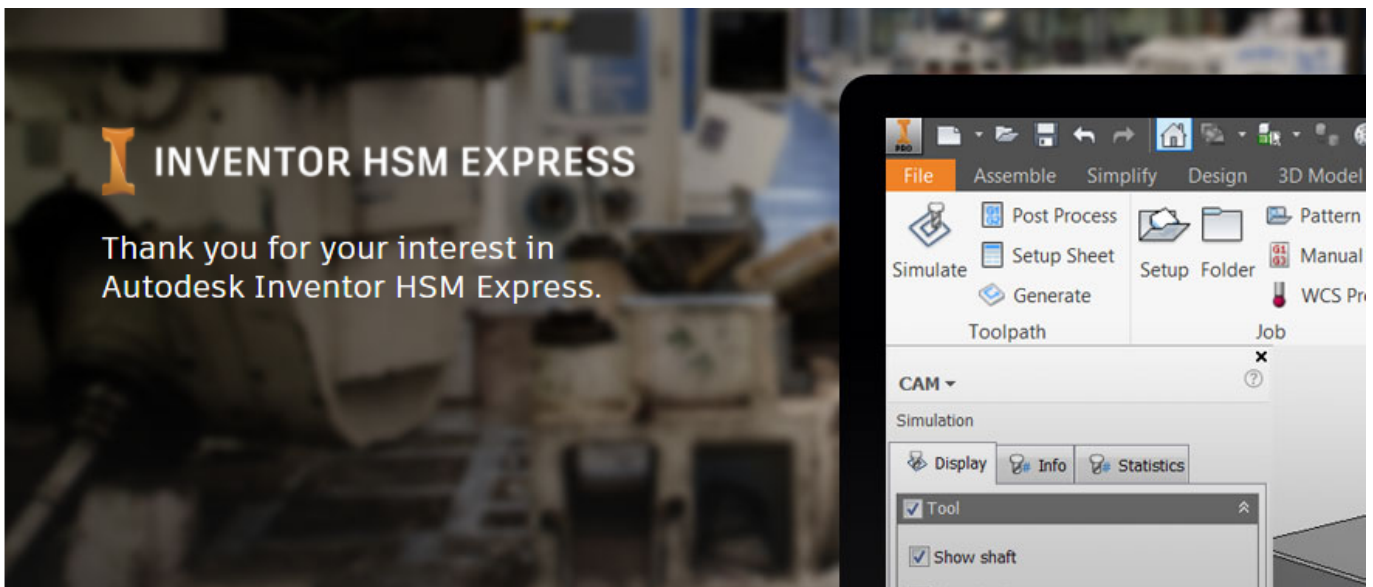 INVENTOR HSM EXPRESS
Thank you for your interest in
Autodesk Inventor HSM Express.
PRO
File Assemble Simplify Design 3D Model
Simulate
Post Process
Setup Sheet
Generate
Toolpath
Setup Folder
Pattern
Manual
WCS
Job
CAM
Simulation
Display Info Statistics
Tool
Show shaft